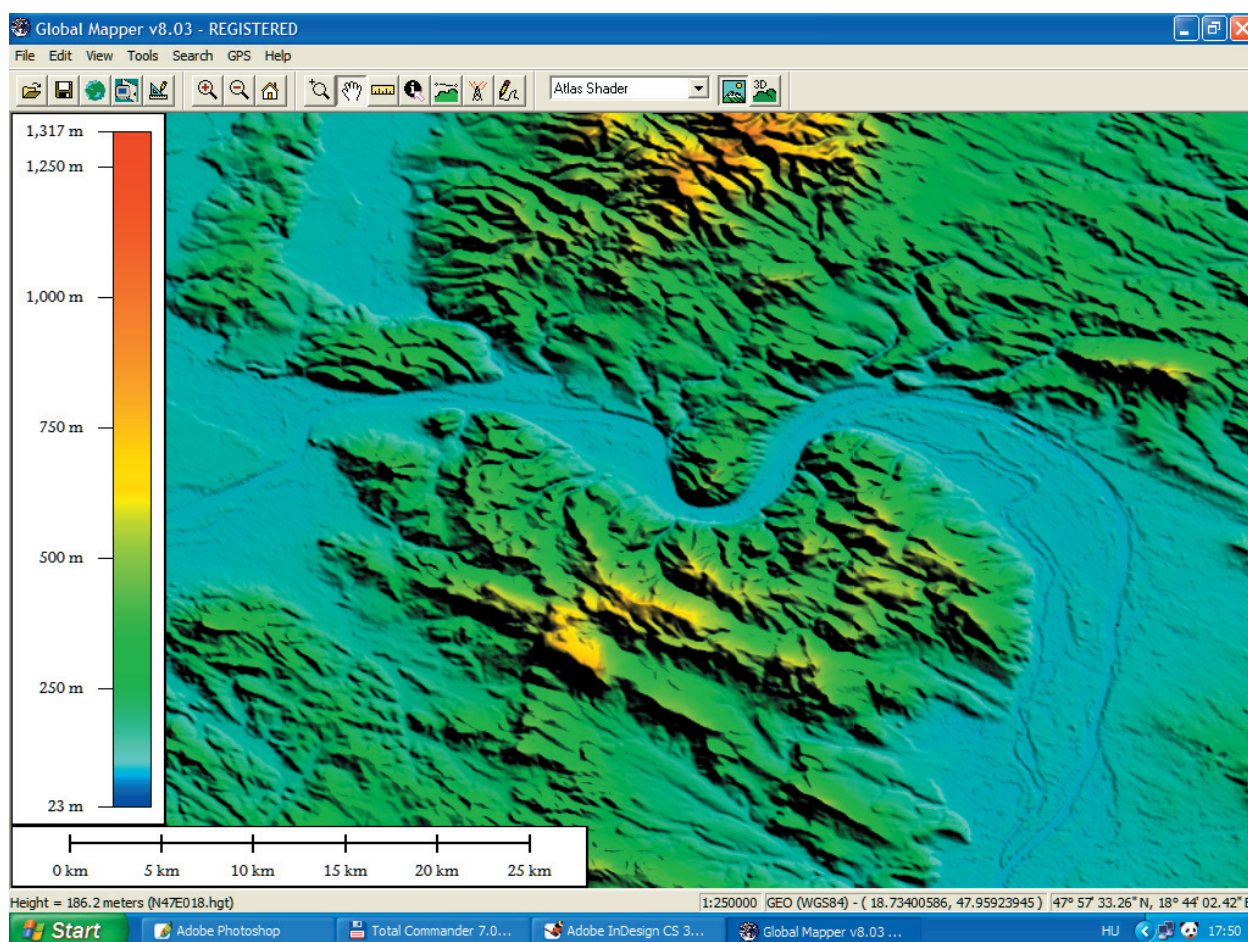 Global Mapper v8.03 - REGISTERED
File Edit View Tools Search GPS Help
Atlas Shader
3D
1,317 m
1,250 m
1,000 m
750 m
500 m
250 m
23 m
0 km 5 km 10 km 15 km 20 km 25 km
Height = 186.2 meters (N47E018.hgt) 1:250000 GEO (WGS84) - ( 18.73400586, 47.95923945 ) 47° 57' 33.26" N, 18° 44' 02.42" E
Start Adobe Photoshop Total Commander 7.0... Adobe InDesign CS 3... Global Mapper v8.03 ... HU 17:50